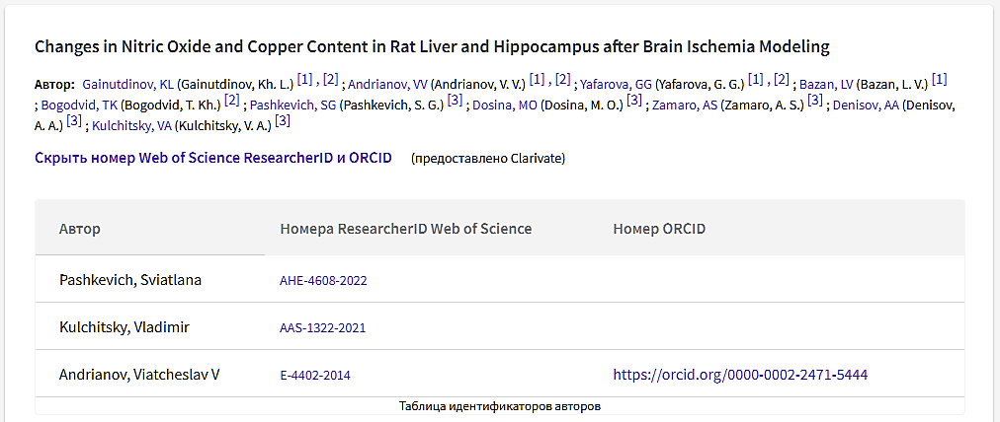 Changes in Nitric Oxide and Copper Content in Rat Liver and Hippocampus after Brain Ischemia Modeling
Автор: Gainutdinov, KL (Gainutdinov, Kh. L.) [1] , [2] ; Andrianov, VV (Andrianov, V. V.) [1] , [2] ; Yafarova, GG (Yafarova, G. G.) [1] , [2] ; Bazan, LV (Bazan, L. V.) [1]
; Bogodvid, TK (Bogodvid, T. Kh.) [2] ; Pashkevich, SG (Pashkevich, S. G.) [3] ; Dosina, MO (Dosina, M. O.) [3] ; Zamaro, AS (Zamaro, A. S.) [3] ; Denisov, AA (Denisov,
A. A.) [3] ; Kulchitsky, VA (Kulchitsky, V. A.) [3]
Скрыть номер Web of Science ResearcherID и ORCID (предоставлено Clarivate)
Автор Номера ResearcherID Web of Science Номер ORCID
Pashkevich, Sviatlana AHE-4608-2022
Kulchitsky, Vladimir AAS-1322-2021
Andrianov, Viatcheslav V E-4402-2014 https://orcid.org/0000-0002-2471-5444
Таблица идентификаторов авторов